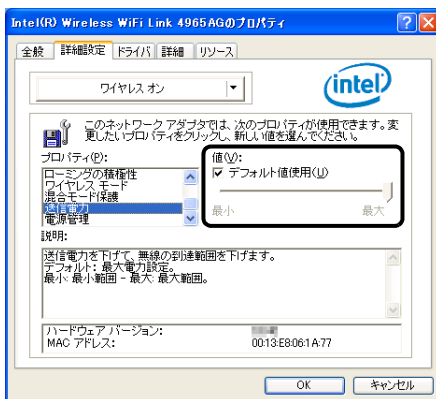 Intel(R) Wireless WiFi Link 4965AGのプロパティ
全般 詳細設定 ドライバ 詳細 リソース
ワイヤレス オン
intel
このネットワーク アダプタでは、次のプロパティが使用できます。変
更したいプロパティをクリックし、新しい値を選んでください。
プロパティ(P):
値(V):
ローミングの積極性
ワイヤレス モード
混合モード保護
送信電力
電源管理
デフォルト値使用(U)
最小 最大
説明:
送信電力を下げて、無線の到達範囲を下げます。
デフォルト: 最大電力設定。
最小: 最小範囲 - 最大: 最大範囲。
ハードウェア バージョン:
MAC アドレス: 00:13:E8:06:1A:77
OK キャンセル